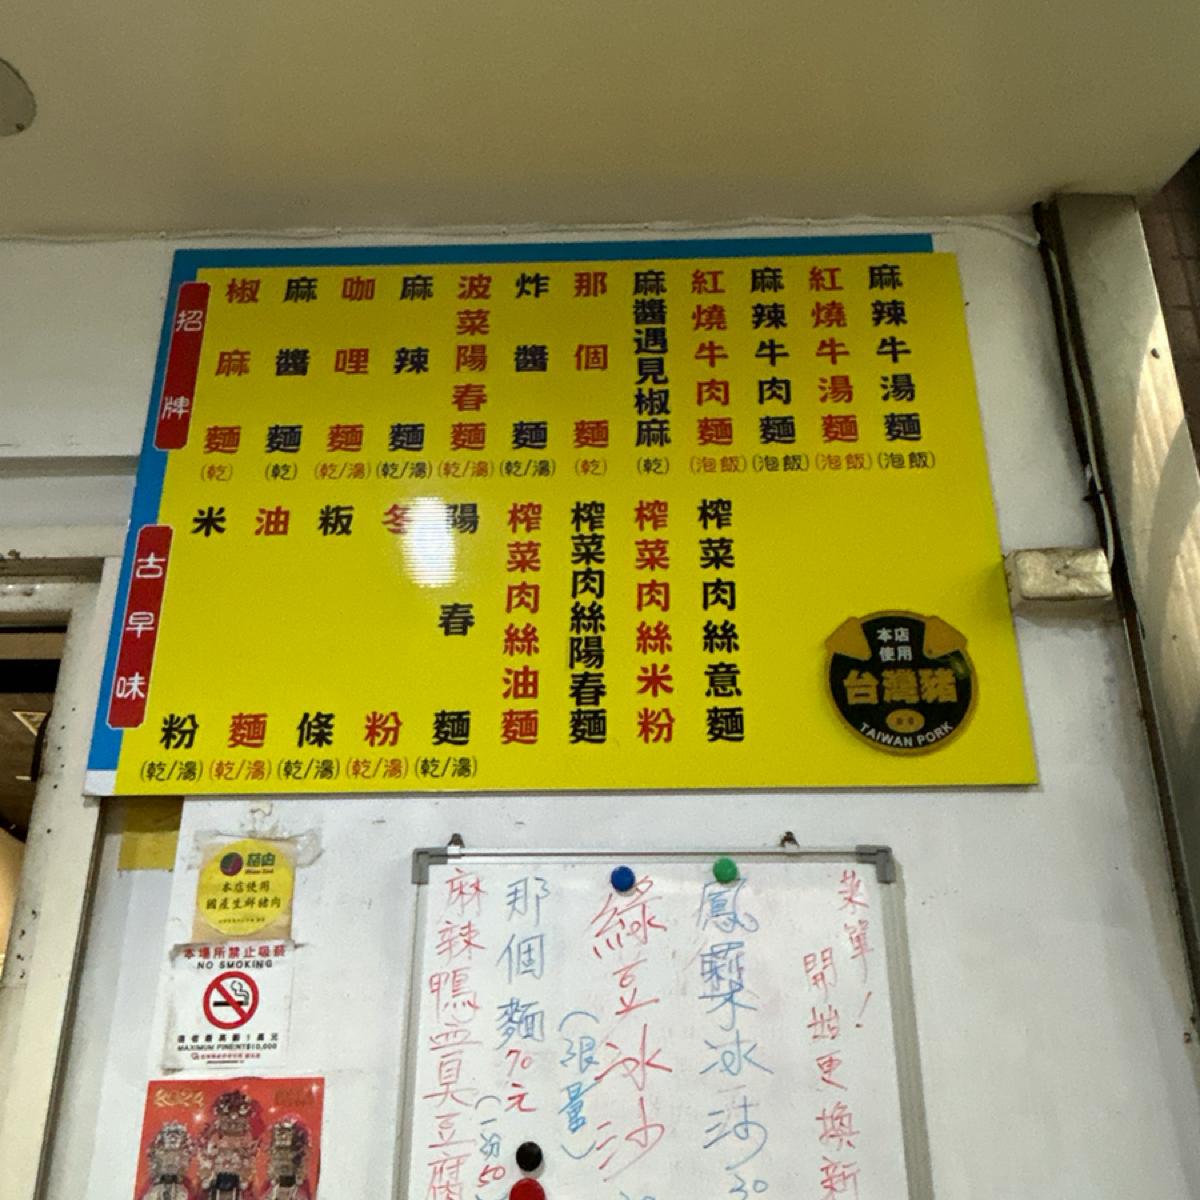 招牌
椒麻麵(乾)
麻醬麵(乾)
咖哩麵(乾/湯)
麻辣麵(乾/湯)
波菜陽春麵(乾/湯)
炸醬麵(乾/湯)
那個麵(乾)
麻醬遇見椒麻(乾)
紅燒牛肉麵(泡飯)
麻辣牛肉麵(泡飯)
紅燒牛湯麵(泡飯)
麻辣牛湯麵(泡飯)
古早味
米粉(乾/湯)
油麵(乾/湯)
粄條(乾/湯)
冬粉(乾/湯)
陽春麵(乾/湯)
榨菜肉絲油麵
榨菜肉絲陽春麵
榨菜肉絲米粉
榨菜肉絲意麵
本店
使用
台灣豬
TAIWAN PORK
本店使用
國產生鮮豬肉
本場所禁止吸菸
NO SMOKING
菜單!
開始更換新
鳳梨冰沙
30
綠豆冰沙
(限量)
那個麵70元
麻辣鴨血臭豆腐
(一份50